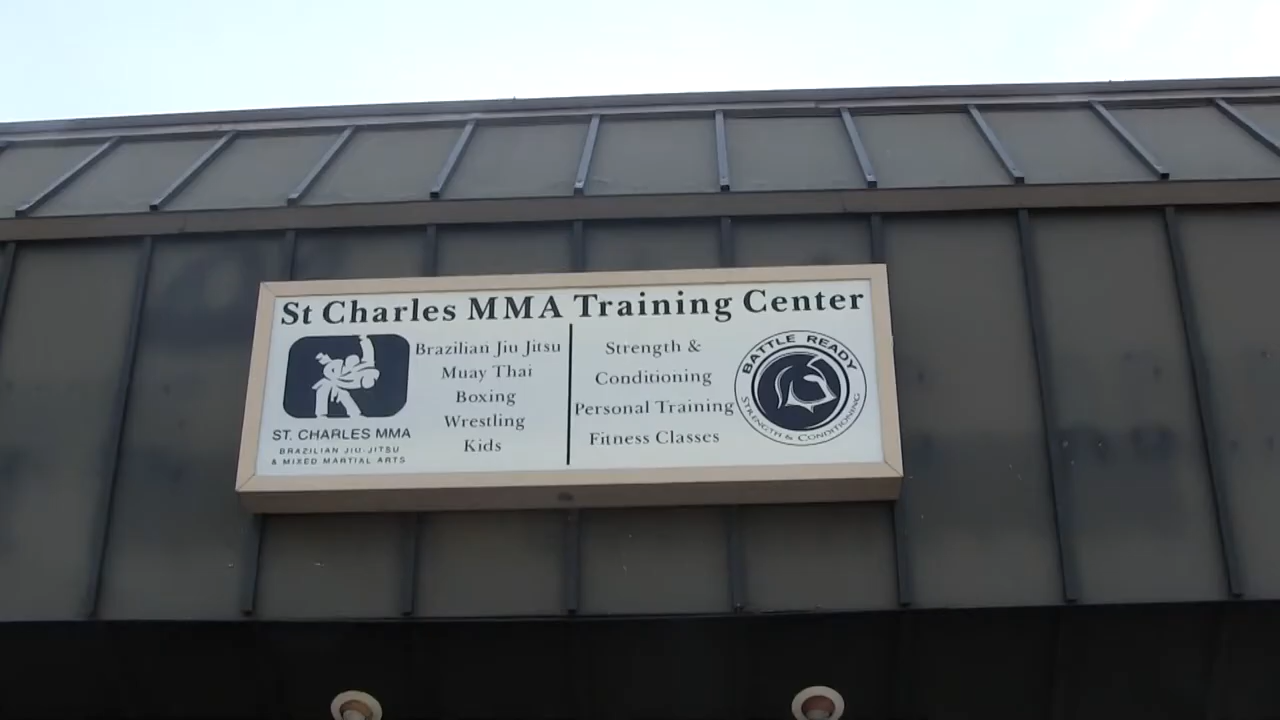 St Charles MMA Training Center
ST. CHARLES MMA
BRAZILIAN JIU-JITSU
& MIXED MARTIAL ARTS
Brazilian Jiu Jitsu
Muay Thai
Boxing
Wrestling
Kids
Strength &
Conditioning
Personal Training
Fitness Classes
BATTLE READY
STRENGTH & CONDITIONING